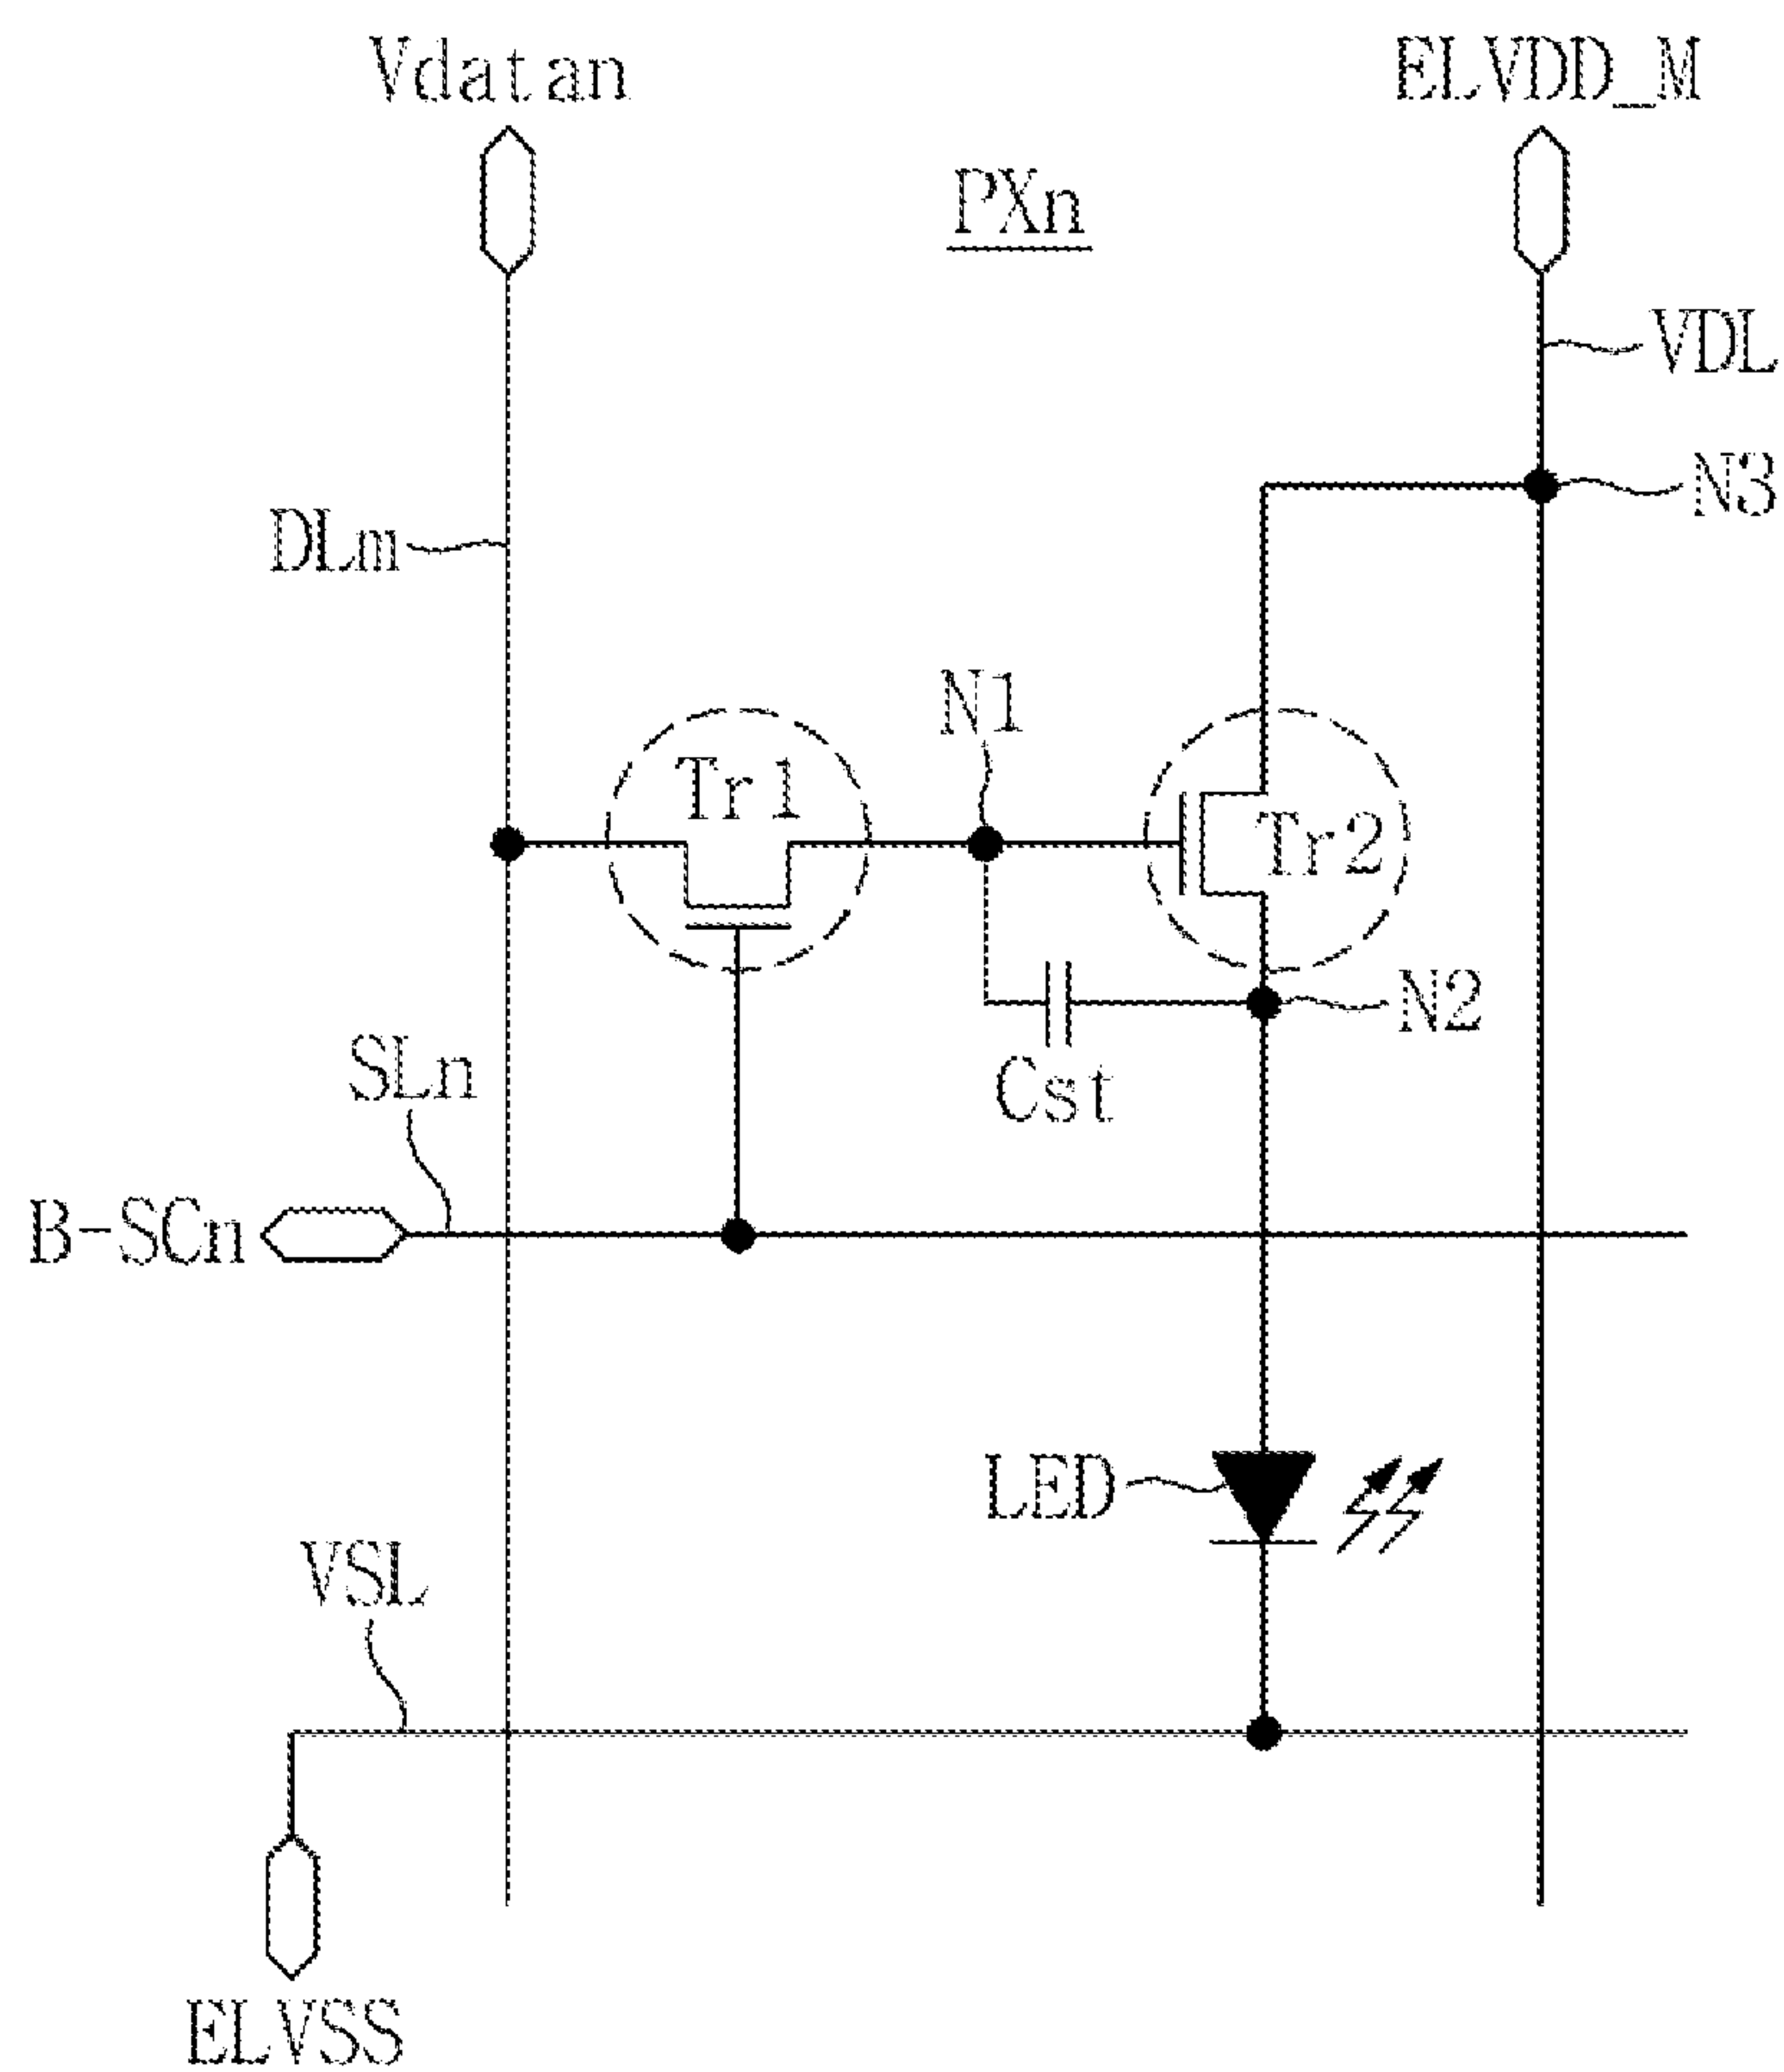 Vdatan
ELVDD_M
PXn
VDL
N3
DLm
N1
Tr1
Tr2
N2
SLn
Cst
B-SCn
LED
VSL
ELVSS